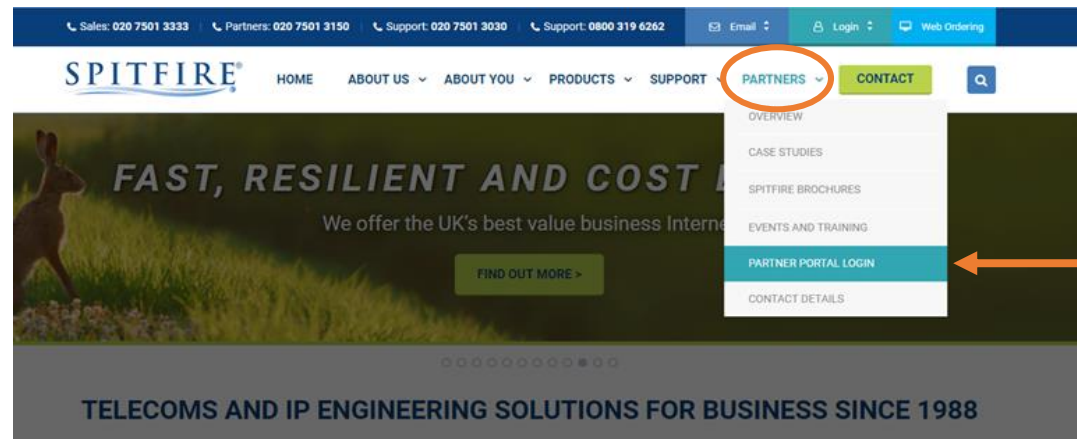 Sales: 020 7501 3333 Partners: 020 7501 3150 Support: 020 7501 3030 Support: 0800 319 6262 Email Login Web Ordering
SPITFIRE® HOME ABOUT US ABOUT YOU PRODUCTS SUPPORT PARTNERS CONTACT
OVERVIEW
CASE STUDIES
SPITFIRE BROCHURES
EVENTS AND TRAINING
PARTNER PORTAL LOGIN
CONTACT DETAILS
FAST, RESILIENT AND COST
We offer the UK's best value business Interne
FIND OUT MORE >
TELECOMS AND IP ENGINEERING SOLUTIONS FOR BUSINESS SINCE 1988